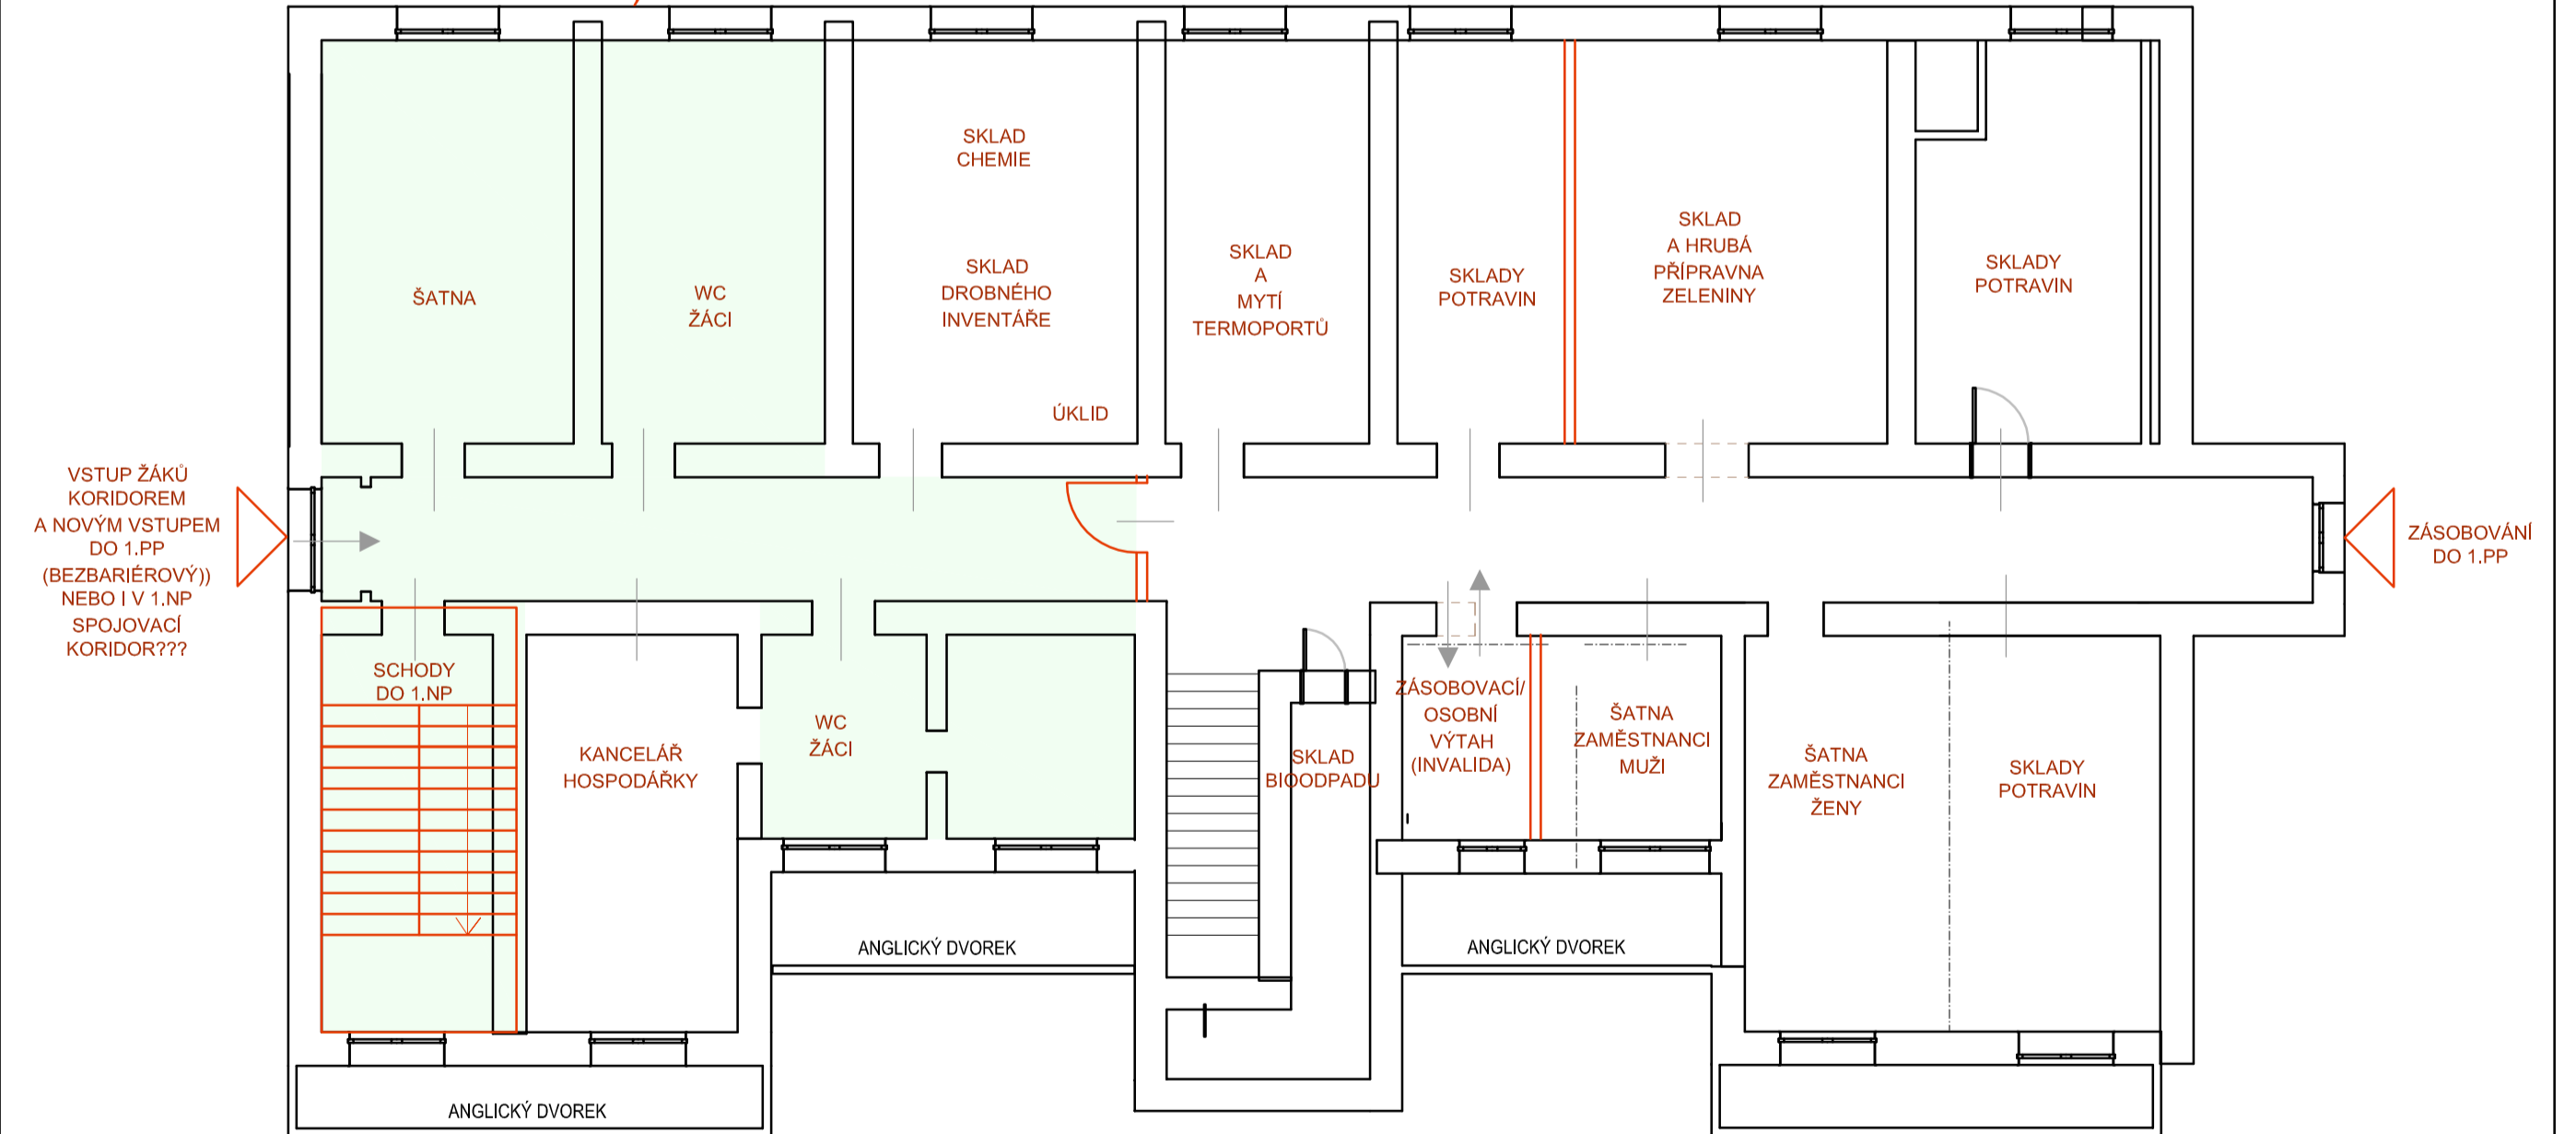 ŠATNA
WC
ŽÁCI
SKLAD
CHEMIE
SKLAD
DROBNÉHO
INVENTÁŘE
ÚKLID
SKLAD
A
MYTÍ
TERMOPORTŮ
SKLADY
POTRAVIN
SKLAD
A HRUBÁ
PŘÍPRAVNA
ZELENINY
SKLADY
POTRAVIN
VSTUP ŽÁKŮ
KORIDOREM
A NOVÝM VSTUPEM
DO 1.PP
(BEZBARIÉROVÝ))
NEBO I V 1.NP
SPOJOVACÍ
KORIDOR???
ZÁSOBOVÁNÍ
DO 1.PP
SCHODY
DO 1.NP
KANCELÁŘ
HOSPODÁŘKY
WC
ŽÁCI
SKLAD
BIOODPADU
ZÁSOBOVACÍ/
OSOBNÍ
VÝTAH
(INVALIDA)
ŠATNA
ZAMĚSTNANCI
MUŽI
ŠATNA
ZAMĚSTNANCI
ŽENY
SKLADY
POTRAVIN
ANGLICKÝ DVOREK
ANGLICKÝ DVOREK
ANGLICKÝ DVOREK